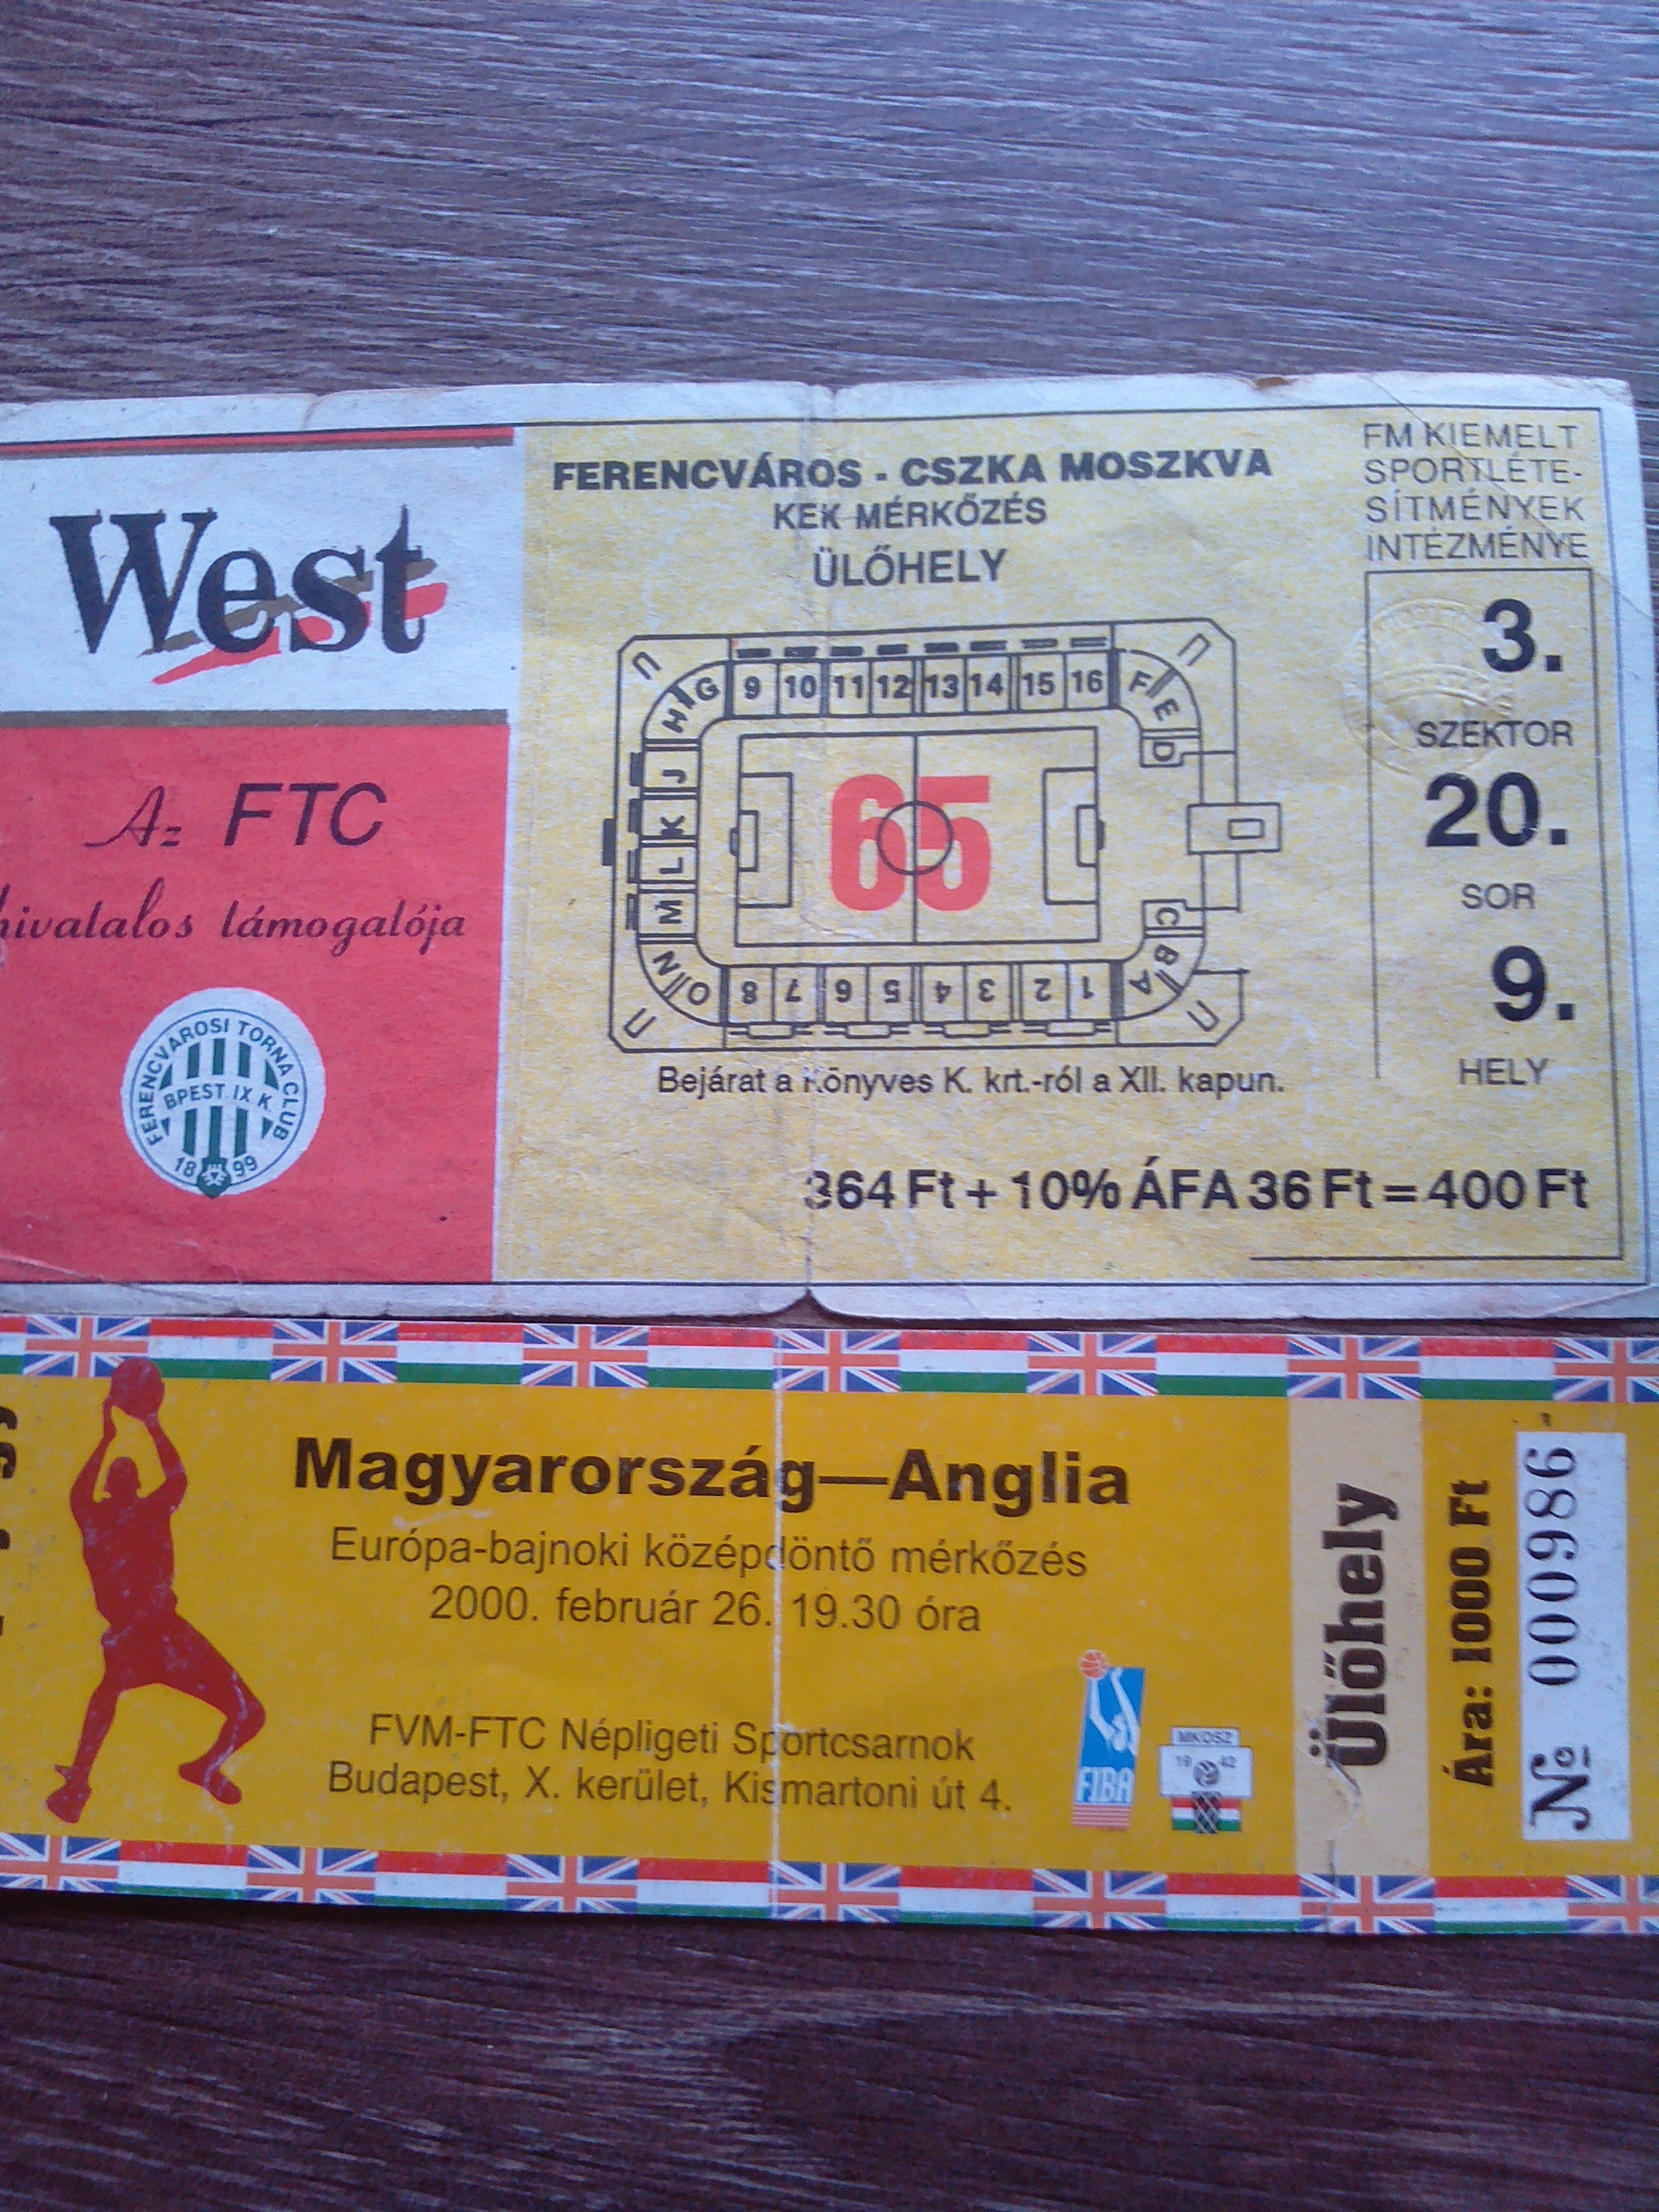 West
Az FTC
hivatalos támogatója
FERENCVÁROSI TORNA CLUB
BPEST. IX. K.
1899
FERENCVÁROS - CSZKA MOSZKVA
KEK MÉRKŐZÉS
ÜLŐHELY
G 9 10 11 12 13 14 15 16 F
H E
J D
K
L
M C
N B
O 8 7 6 5 4 3 2 1 A
65
Bejárat a Könyves K. krt.-ról a XII. kapun.
364 Ft + 10% ÁFA 36 Ft = 400 Ft
FM KIEMELT
SPORTLÉTE-
SÍTMÉNYEK
INTÉZMÉNYE
3.
SZEKTOR
20.
SOR
9.
HELY
Magyarország—Anglia
Európa-bajnoki középdöntő mérkőzés
2000. február 26. 19.30 óra
FVM-FTC Népligeti Sportcsarnok
Budapest, X. kerület, Kismartoni út 4.
FIBA
MKOSZ
19 42
Ülőhely
Ára: 1000 Ft
№ 000986